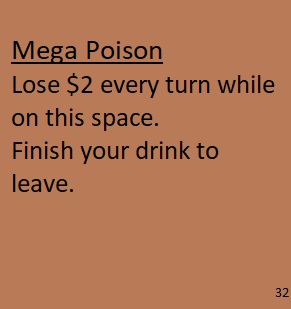 Mega Poison
Lose $2 every turn while
on this space.
Finish your drink to
leave.
32